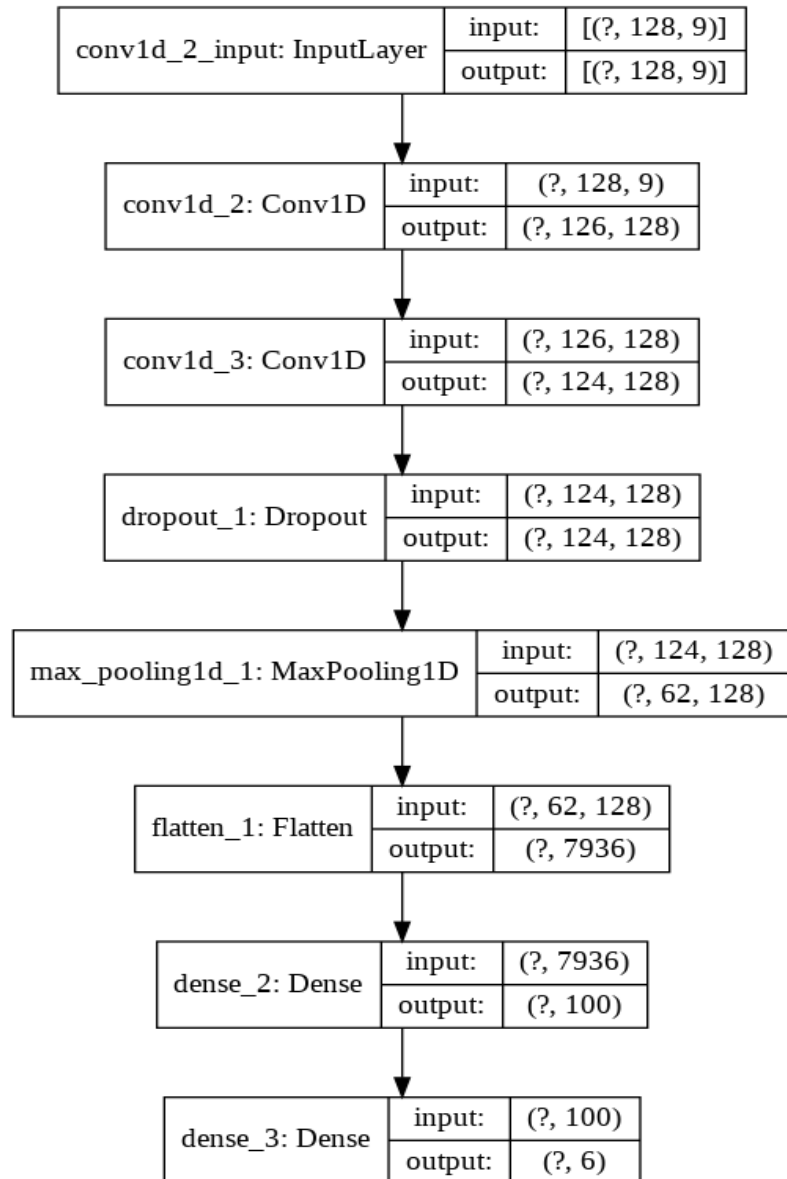 conv1d_2_input: InputLayer
input: [(?, 128, 9)]
output: [(?, 128, 9)]
conv1d_2: Conv1D
input: (?, 128, 9)
output: (?, 126, 128)
conv1d_3: Conv1D
input: (?, 126, 128)
output: (?, 124, 128)
dropout_1: Dropout
input: (?, 124, 128)
output: (?, 124, 128)
max_pooling1d_1: MaxPooling1D
input: (?, 124, 128)
output: (?, 62, 128)
flatten_1: Flatten
input: (?, 62, 128)
output: (?, 7936)
dense_2: Dense
input: (?, 7936)
output: (?, 100)
dense_3: Dense
input: (?, 100)
output: (?, 6)